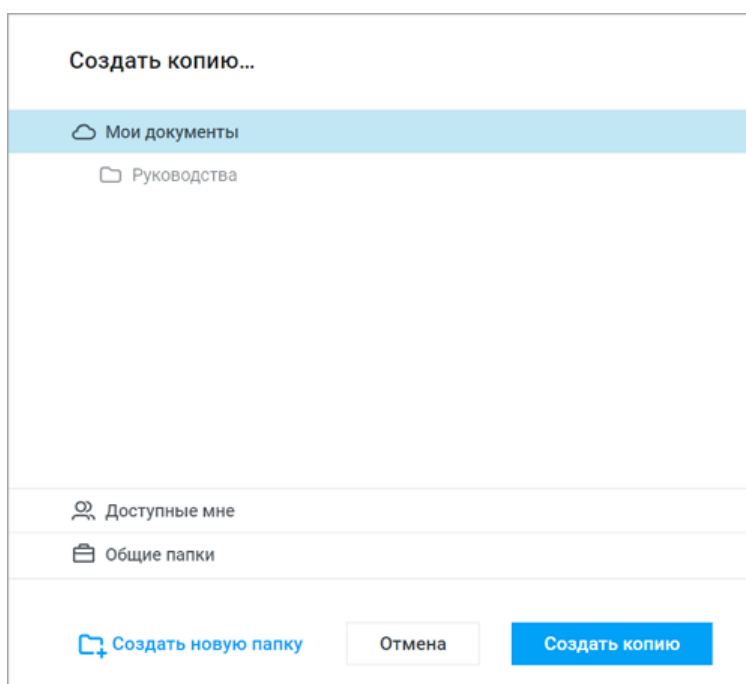 Создать копию...
Мои документы
Руководства
Доступные мне
Общие папки
Создать новую папку
Отмена
Создать копию